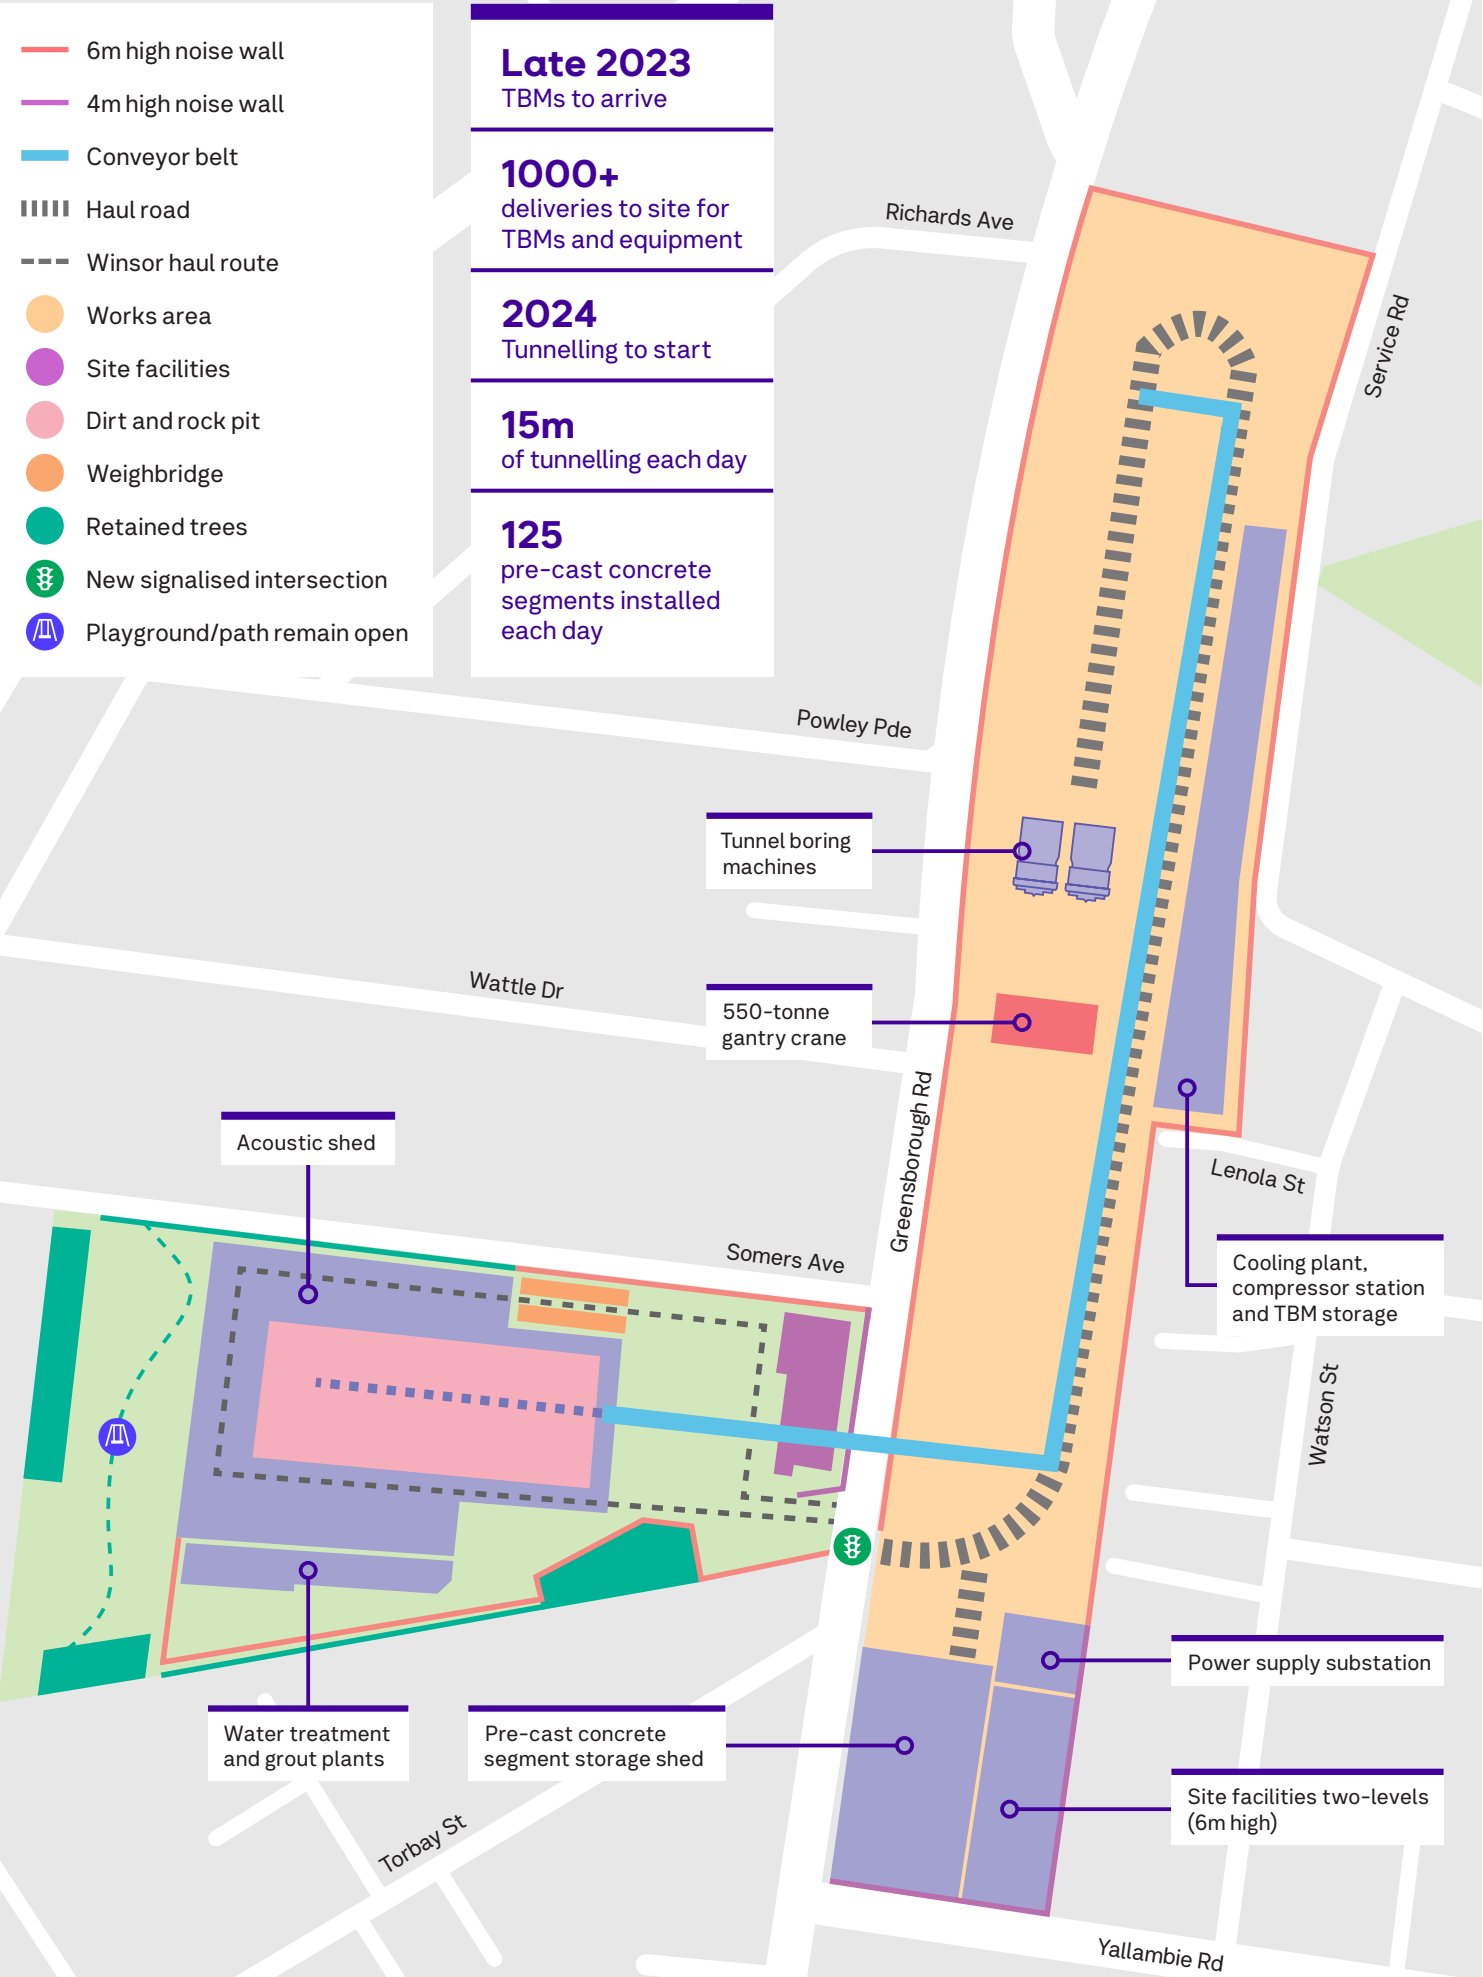 6m high noise wall
4m high noise wall
Conveyor belt
Haul road
Winsor haul route
Works area
Site facilities
Dirt and rock pit
Weighbridge
Retained trees
New signalised intersection
Playground/path remain open
Late 2023
TBMs to arrive
1000+
deliveries to site for
TBMs and equipment
2024
Tunnelling to start
15m
of tunnelling each day
125
pre-cast concrete
segments installed
each day
Richards Ave
Service Rd
Powley Pde
Tunnel boring
machines
Wattle Dr
550-tonne
gantry crane
Greensborough Rd
Acoustic shed
Lenola St
Somers Ave
Cooling plant,
compressor station
and TBM storage
Watson St
Power supply substation
Water treatment
and grout plants
Pre-cast concrete
segment storage shed
Site facilities two-levels
(6m high)
Torbay St
Yallambie Rd